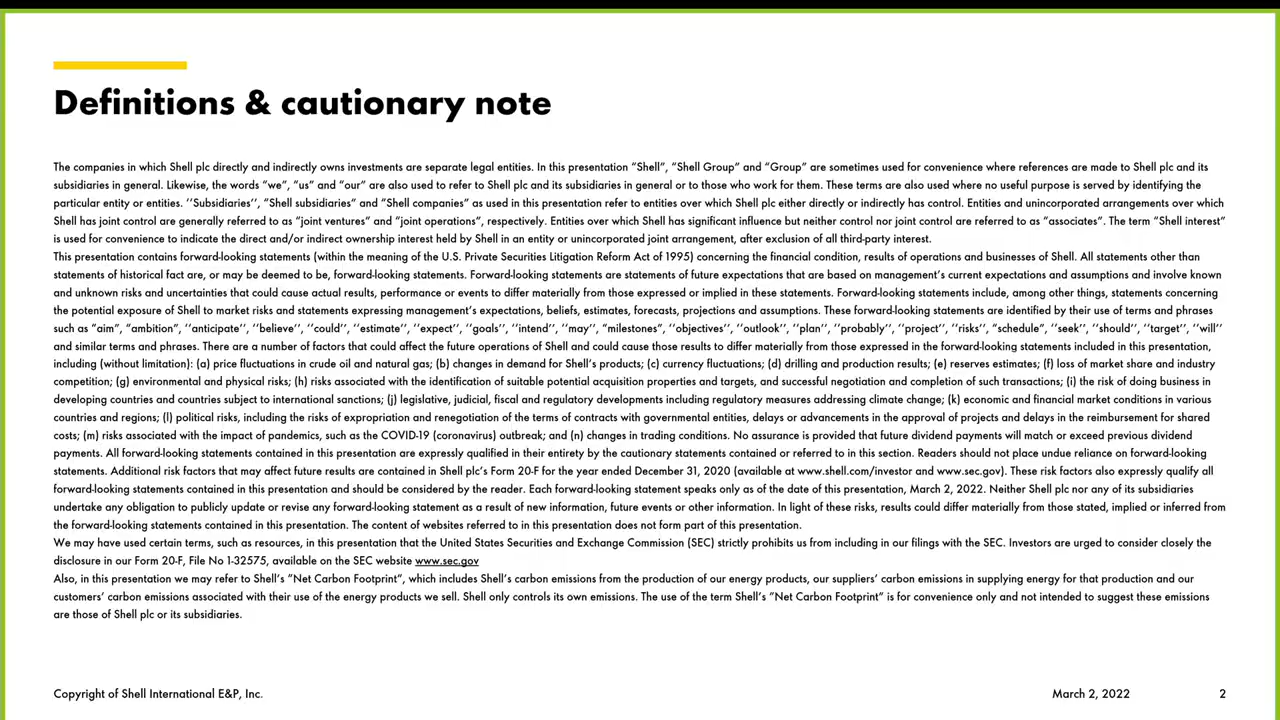 Definitions & cautionary note
The companies in which Shell plc directly and indirectly owns investments are separate legal entities. In this presentation “Shell”, “Shell Group” and “Group” are sometimes used for convenience where references are made to Shell plc and its
subsidiaries in general. Likewise, the words “we”, “us” and “our” are also used to refer to Shell plc and its subsidiaries in general or to those who work for them. These terms are also used where no useful purpose is served by identifying the
particular entity or entities. ‘‘Subsidiaries’’, “Shell subsidiaries” and “Shell companies” as used in this presentation refer to entities over which Shell plc either directly or indirectly has control. Entities and unincorporated arrangements over which
Shell has joint control are generally referred to as “joint ventures” and “joint operations”, respectively. Entities over which Shell has significant influence but neither control nor joint control are referred to as “associates”. The term “Shell interest”
is used for convenience to indicate the direct and/or indirect ownership interest held by Shell in an entity or unincorporated joint arrangement, after exclusion of all third-party interest.
This presentation contains forward-looking statements (within the meaning of the U.S. Private Securities Litigation Reform Act of 1995) concerning the financial condition, results of operations and businesses of Shell. All statements other than
statements of historical fact are, or may be deemed to be, forward-looking statements. Forward-looking statements are statements of future expectations that are based on management’s current expectations and assumptions and involve known
and unknown risks and uncertainties that could cause actual results, performance or events to differ materially from those expressed or implied in these statements. Forward-looking statements include, among other things, statements concerning
the potential exposure of Shell to market risks and statements expressing management’s expectations, beliefs, estimates, forecasts, projections and assumptions. These forward-looking statements are identified by their use of terms and phrases
such as “aim”, “ambition”, ‘‘anticipate’’, ‘‘believe’’, ‘‘could’’, ‘‘estimate’’, ‘‘expect’’, ‘‘goals’’, ‘‘intend’’, ‘‘may’’, “milestones”, ‘‘objectives’’, ‘‘outlook’’, ‘‘plan’’, ‘‘probably’’, ‘‘project’’, ‘‘risks’’, “schedule”, ‘‘seek’’, ‘‘should’’, ‘‘target’’, ‘‘will’’
and similar terms and phrases. There are a number of factors that could affect the future operations of Shell and could cause those results to differ materially from those expressed in the forward-looking statements included in this presentation,
including (without limitation): (a) price fluctuations in crude oil and natural gas; (b) changes in demand for Shell’s products; (c) currency fluctuations; (d) drilling and production results; (e) reserves estimates; (f) loss of market share and industry
competition; (g) environmental and physical risks; (h) risks associated with the identification of suitable potential acquisition properties and targets, and successful negotiation and completion of such transactions; (i) the risk of doing business in
developing countries and countries subject to international sanctions; (j) legislative, judicial, fiscal and regulatory developments including regulatory measures addressing climate change; (k) economic and financial market conditions in various
countries and regions; (l) political risks, including the risks of expropriation and renegotiation of the terms of contracts with governmental entities, delays or advancements in the approval of projects and delays in the reimbursement for shared
costs; (m) risks associated with the impact of pandemics, such as the COVID-19 (coronavirus) outbreak; and (n) changes in trading conditions. No assurance is provided that future dividend payments will match or exceed previous dividend
payments. All forward-looking statements contained in this presentation are expressly qualified in their entirety by the cautionary statements contained or referred to in this section. Readers should not place undue reliance on forward-looking
statements. Additional risk factors that may affect future results are contained in Shell plc’s Form 20-F for the year ended December 31, 2020 (available at www.shell.com/investor and www.sec.gov). These risk factors also expressly qualify all
forward-looking statements contained in this presentation and should be considered by the reader. Each forward-looking statement speaks only as of the date of this presentation, March 2, 2022. Neither Shell plc nor any of its subsidiaries
undertake any obligation to publicly update or revise any forward-looking statement as a result of new information, future events or other information. In light of these risks, results could differ materially from those stated, implied or inferred from
the forward-looking statements contained in this presentation. The content of websites referred to in this presentation does not form part of this presentation.
We may have used certain terms, such as resources, in this presentation that the United States Securities and Exchange Commission (SEC) strictly prohibits us from including in our filings with the SEC. Investors are urged to consider closely the
disclosure in our Form 20-F, File No 1-32575, available on the SEC website www.sec.gov
Also, in this presentation we may refer to Shell’s “Net Carbon Footprint”, which includes Shell’s carbon emissions from the production of our energy products, our suppliers’ carbon emissions in supplying energy for that production and our
customers’ carbon emissions associated with their use of the energy products we sell. Shell only controls its own emissions. The use of the term Shell’s “Net Carbon Footprint” is for convenience only and not intended to suggest these emissions
are those of Shell plc or its subsidiaries.
Copyright of Shell International E&P, Inc.
March 2, 2022
2